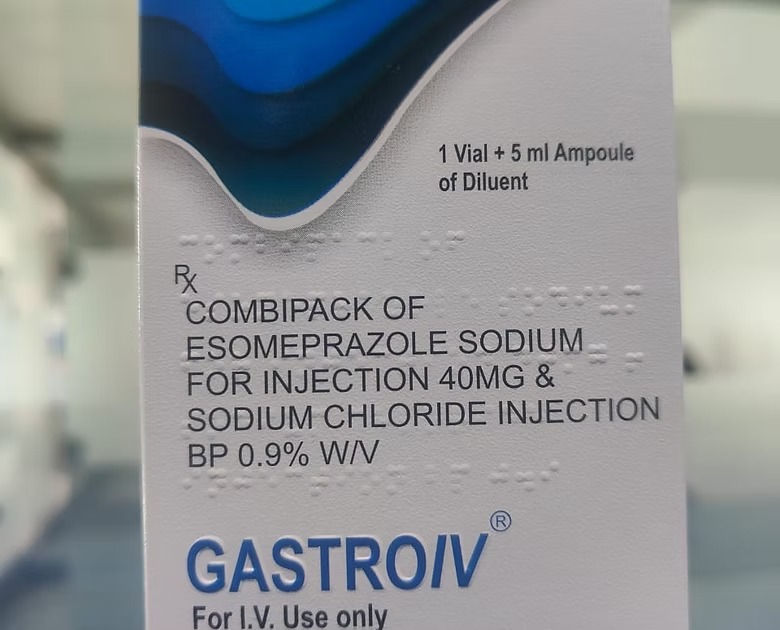 1 Vial + 5 ml Ampoule
of Diluent
Rx
COMBIPACK OF
ESOMEPRAZOLE SODIUM
FOR INJECTION 40MG &
SODIUM CHLORIDE INJECTION
BP 0.9% W/V
GASTROIV®
For I.V. Use only